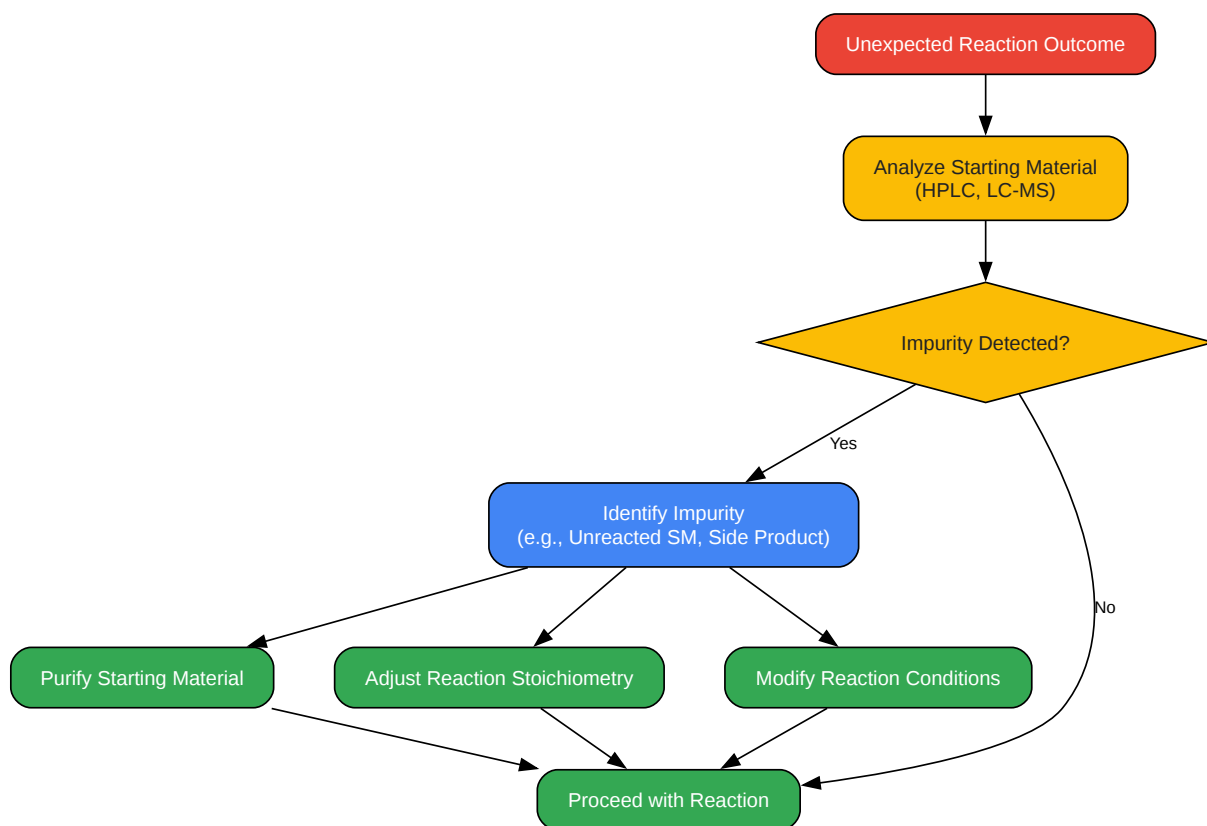 Unexpected Reaction Outcome
Analyze Starting Material
(HPLC, LC-MS)
Impurity Detected?
Yes
Identify Impurity
(e.g., Unreacted SM, Side Product)
No
Purify Starting Material
Adjust Reaction Stoichiometry
Modify Reaction Conditions
Proceed with Reaction